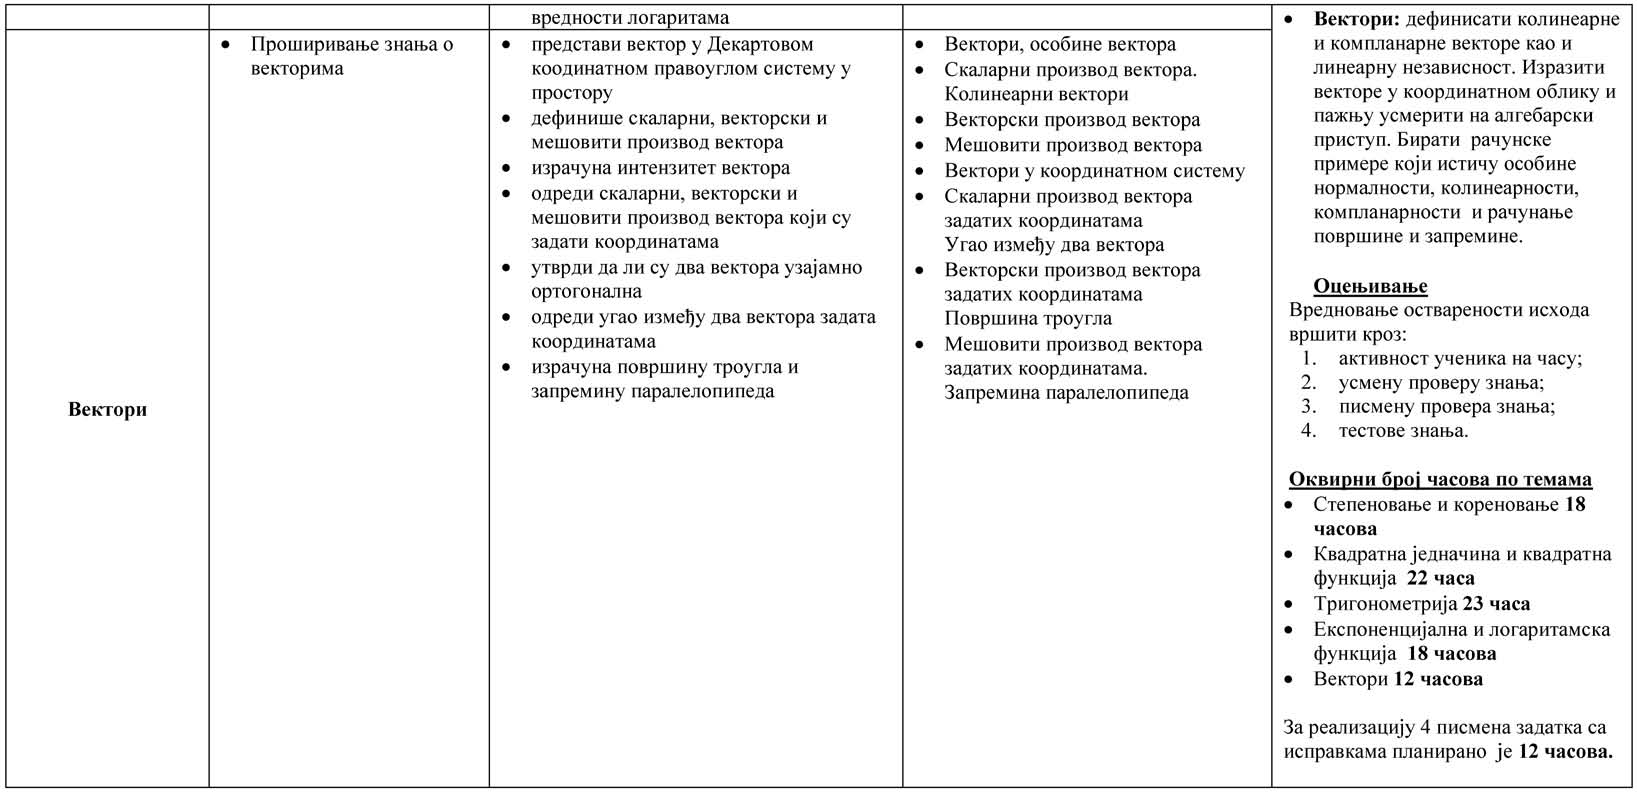 вредности логаритама
Вектори
• Проширивање знања о
векторима
• представи вектор у Декартовом
коодинатном правоуглом систему у
простору
• дефинише скаларни, векторски и
мешовити производ вектора
• израчуна интензитет вектора
• одреди скаларни, векторски и
мешовити производ вектора који су
задати координатама
• утврди да ли су два вектора узајамно
ортогонална
• одреди угао између два вектора задата
координатама
• израчуна површину троугла и
запремину паралелопипеда
• Вектори, особине вектора
• Скаларни производ вектора.
Колинеарни вектори
• Векторски производ вектора
• Мешовити производ вектора
• Вектори у координатном систему
• Скаларни производ вектора
задатих координатама
Угао између два вектора
• Векторски производ вектора
задатих координатама
Површина троугла
• Мешовити производ вектора
задатих координатама.
Запремина паралелопипеда
• Вектори: дефинисати колинеарне
и компланарне векторе као и
линеарну независност. Изразити
векторе у координатном облику и
пажњу усмерити на алгебарски
приступ. Бирати рачунске
примере који истичу особине
нормалности, колинеарности,
компланарности и рачунање
површине и запремине.
Оцењивање
Вредновање остварености исхода
вршити кроз:
1. активност ученика на часу;
2. усмену проверу знања;
3. писмену провера знања;
4. тестове знања.
Оквирни број часова по темама
• Степеновање и кореновање 18
часова
• Квадратна једначина и квадратна
функција 22 часа
• Тригонометрија 23 часа
• Експоненцијална и логаритамска
функција 18 часова
• Вектори 12 часова
За реализацију 4 писмена задатка са
исправкама планирано је 12 часова.